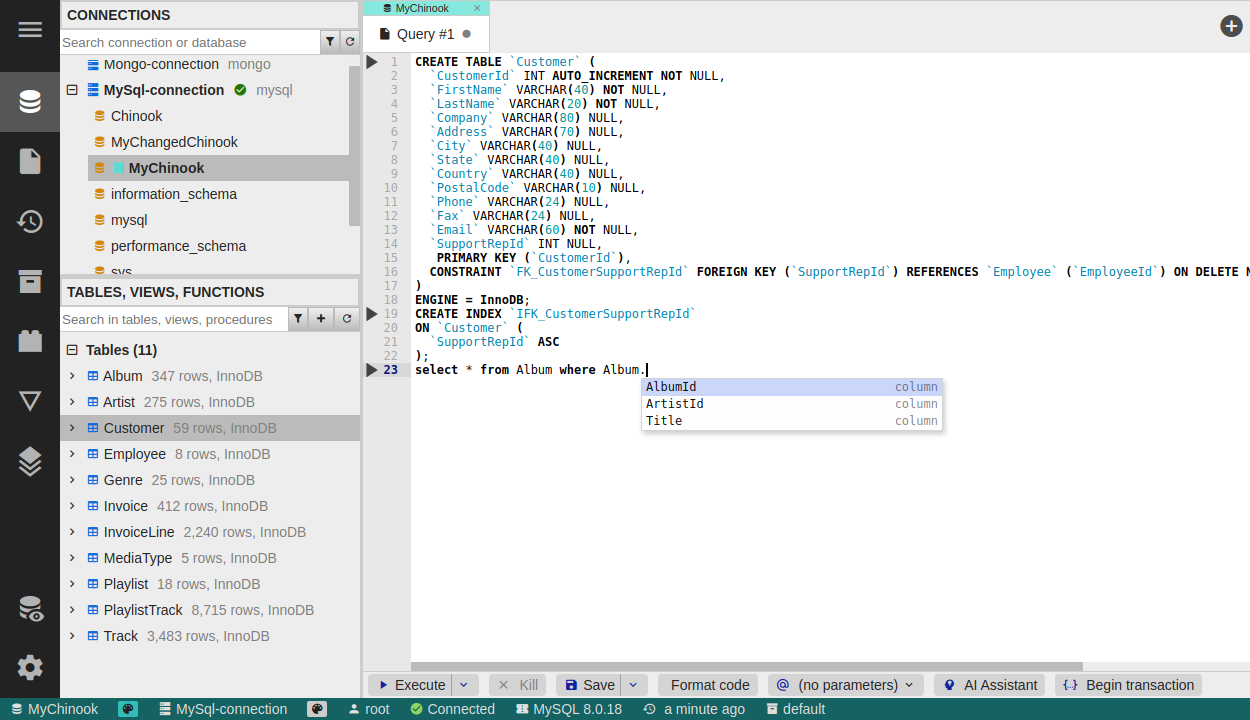 CONNECTIONS
Search connection or database
Mongo-connection mongo
MySql-connection mysql
Chinook
MyChangedChinook
MyChinook
information_schema
mysql
performance_schema
sys
TABLES, VIEWS, FUNCTIONS
Search in tables, views, procedures
Tables (11)
Album 347 rows, InnoDB
Artist 275 rows, InnoDB
Customer 59 rows, InnoDB
Employee 8 rows, InnoDB
Genre 25 rows, InnoDB
Invoice 412 rows, InnoDB
InvoiceLine 2,240 rows, InnoDB
MediaType 5 rows, InnoDB
Playlist 18 rows, InnoDB
PlaylistTrack 8,715 rows, InnoDB
Track 3,483 rows, InnoDB
MyChinook ×
Query #1
1 CREATE TABLE `Customer` (
2 `CustomerId` INT AUTO_INCREMENT NOT NULL,
3 `FirstName` VARCHAR(40) NOT NULL,
4 `LastName` VARCHAR(20) NOT NULL,
5 `Company` VARCHAR(80) NULL,
6 `Address` VARCHAR(70) NULL,
7 `City` VARCHAR(40) NULL,
8 `State` VARCHAR(40) NULL,
9 `Country` VARCHAR(40) NULL,
10 `PostalCode` VARCHAR(10) NULL,
11 `Phone` VARCHAR(24) NULL,
12 `Fax` VARCHAR(24) NULL,
13 `Email` VARCHAR(60) NOT NULL,
14 `SupportRepId` INT NULL,
15 PRIMARY KEY (`CustomerId`),
16 CONSTRAINT `FK_CustomerSupportRepId` FOREIGN KEY (`SupportRepId`) REFERENCES `Employee` (`EmployeeId`) ON DELETE N
17 )
18 ENGINE = InnoDB;
19 CREATE INDEX `IFK_CustomerSupportRepId`
20 ON `Customer` (
21 `SupportRepId` ASC
22 );
23 select * from Album where Album.
AlbumId column
ArtistId column
Title column
Execute Kill Save Format code (no parameters) AI Assistant {..} Begin transaction
MyChinook MySql-connection root Connected MySQL 8.0.18 a minute ago default